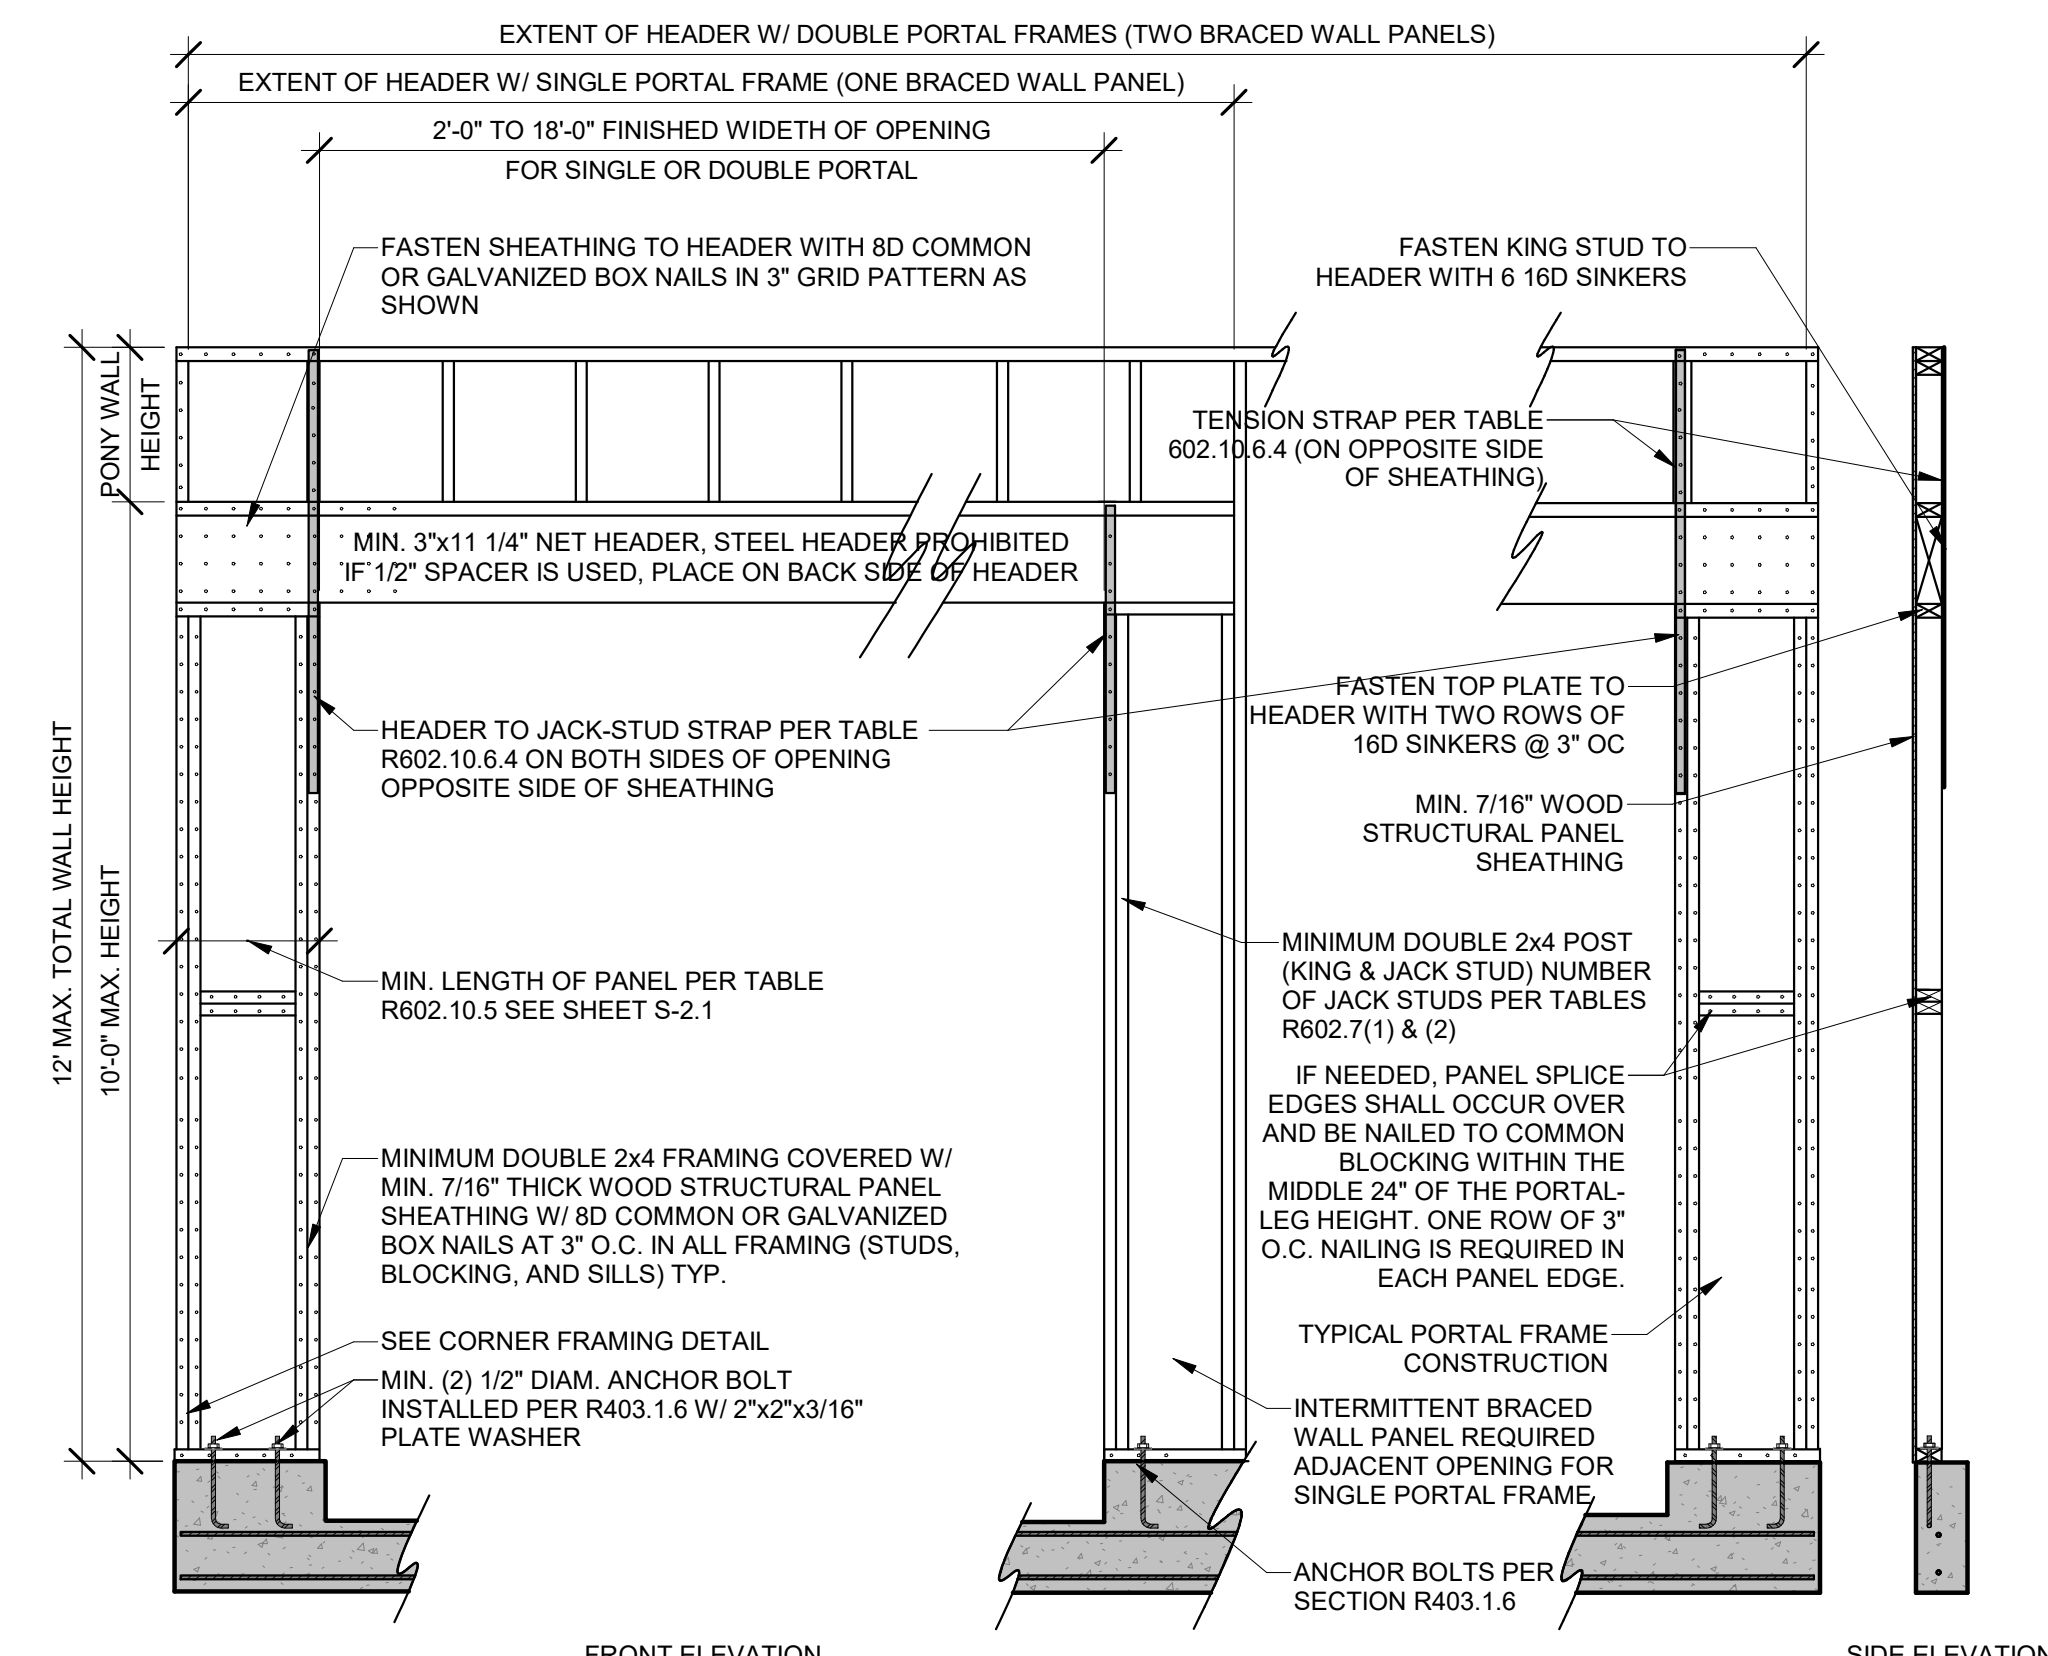 EXTENT OF HEADER W/ DOUBLE PORTAL FRAMES (TWO BRACED WALL PANELS)
EXTENT OF HEADER W/ SINGLE PORTAL FRAME (ONE BRACED WALL PANEL)
2'-0" TO 18'-0" FINISHED WIDETH OF OPENING
FOR SINGLE OR DOUBLE PORTAL
FASTEN SHEATHING TO HEADER WITH 8D COMMON
OR GALVANIZED BOX NAILS IN 3" GRID PATTERN AS
SHOWN
FASTEN KING STUD TO
HEADER WITH 6 16D SINKERS
PONY WALL
HEIGHT
TENSION STRAP PER TABLE
602.10.6.4 (ON OPPOSITE SIDE
OF SHEATHING)
MIN. 3"x11 1/4" NET HEADER, STEEL HEADER PROHIBITED
IF 1/2" SPACER IS USED, PLACE ON BACK SIDE OF HEADER
12' MAX. TOTAL WALL HEIGHT
10'-0" MAX. HEIGHT
HEADER TO JACK-STUD STRAP PER TABLE
R602.10.6.4 ON BOTH SIDES OF OPENING
OPPOSITE SIDE OF SHEATHING
FASTEN TOP PLATE TO
HEADER WITH TWO ROWS OF
16D SINKERS @ 3" OC
MIN. 7/16" WOOD
STRUCTURAL PANEL
SHEATHING
MIN. LENGTH OF PANEL PER TABLE
R602.10.5 SEE SHEET S-2.1
MINIMUM DOUBLE 2x4 POST
(KING & JACK STUD) NUMBER
OF JACK STUDS PER TABLES
R602.7(1) & (2)
IF NEEDED, PANEL SPLICE
EDGES SHALL OCCUR OVER
AND BE NAILED TO COMMON
BLOCKING WITHIN THE
MIDDLE 24" OF THE PORTAL-
LEG HEIGHT. ONE ROW OF 3"
O.C. NAILING IS REQUIRED IN
EACH PANEL EDGE.
MINIMUM DOUBLE 2x4 FRAMING COVERED W/
MIN. 7/16" THICK WOOD STRUCTURAL PANEL
SHEATHING W/ 8D COMMON OR GALVANIZED
BOX NAILS AT 3" O.C. IN ALL FRAMING (STUDS,
BLOCKING, AND SILLS) TYP.
SEE CORNER FRAMING DETAIL
MIN. (2) 1/2" DIAM. ANCHOR BOLT
INSTALLED PER R403.1.6 W/ 2"x2"x3/16"
PLATE WASHER
TYPICAL PORTAL FRAME
CONSTRUCTION
INTERMITTENT BRACED
WALL PANEL REQUIRED
ADJACENT OPENING FOR
SINGLE PORTAL FRAME
ANCHOR BOLTS PER
SECTION R403.1.6
FRONT ELEVATION
SIDE ELEVATION